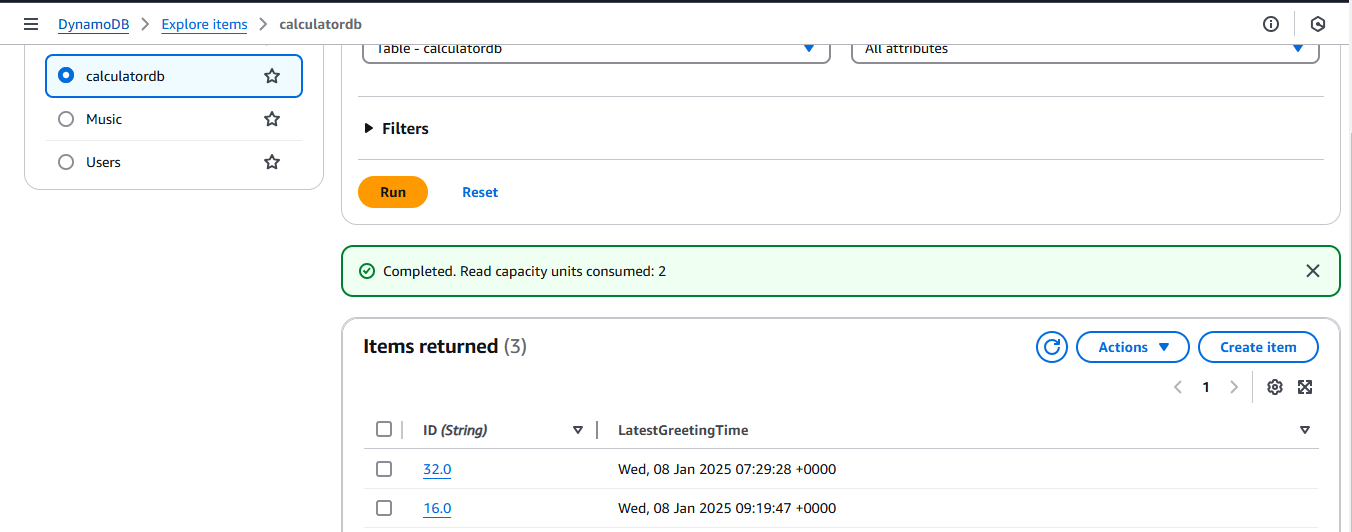 DynamoDB > Explore items > calculatordb
Table - calculatordb
All attributes
calculatordb
Music
Users
Filters
Run Reset
Completed. Read capacity units consumed: 2
Items returned (3)
Actions
Create item
1
ID (String) LatestGreetingTime
32.0 Wed, 08 Jan 2025 07:29:28 +0000
16.0 Wed, 08 Jan 2025 09:19:47 +0000